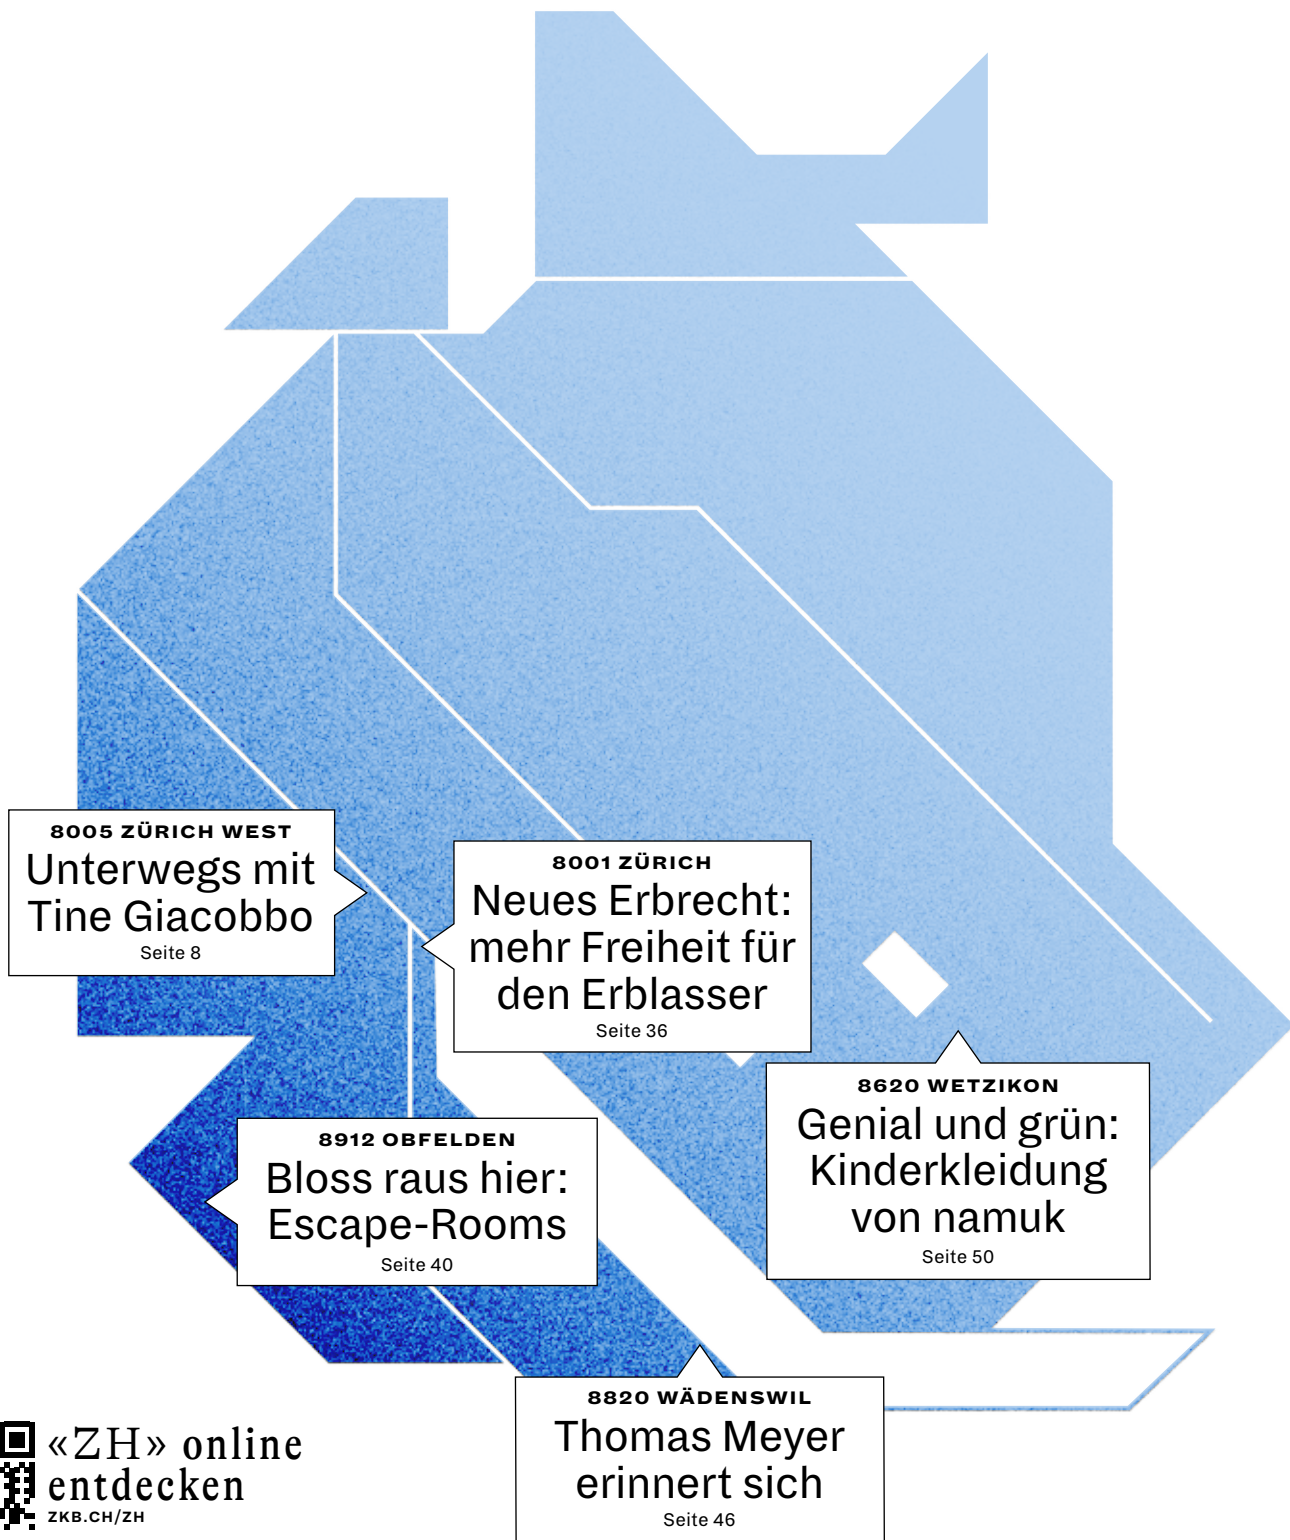 8005 ZÜRICH WEST
Unterwegs mit
Tine Giacobbo
Seite 8
8001 ZÜRICH
Neues Erbrecht:
mehr Freiheit für
den Erblasser
Seite 36
8620 WETZIKON
Genial und grün:
Kinderkleidung
von namuk
Seite 50
8912 OBFELDEN
Bloss raus hier:
Escape-Rooms
Seite 40
8820 WÄDENSWIL
Thomas Meyer
erinnert sich
Seite 46
«ZH» online
entdecken
ZKB.CH/ZH